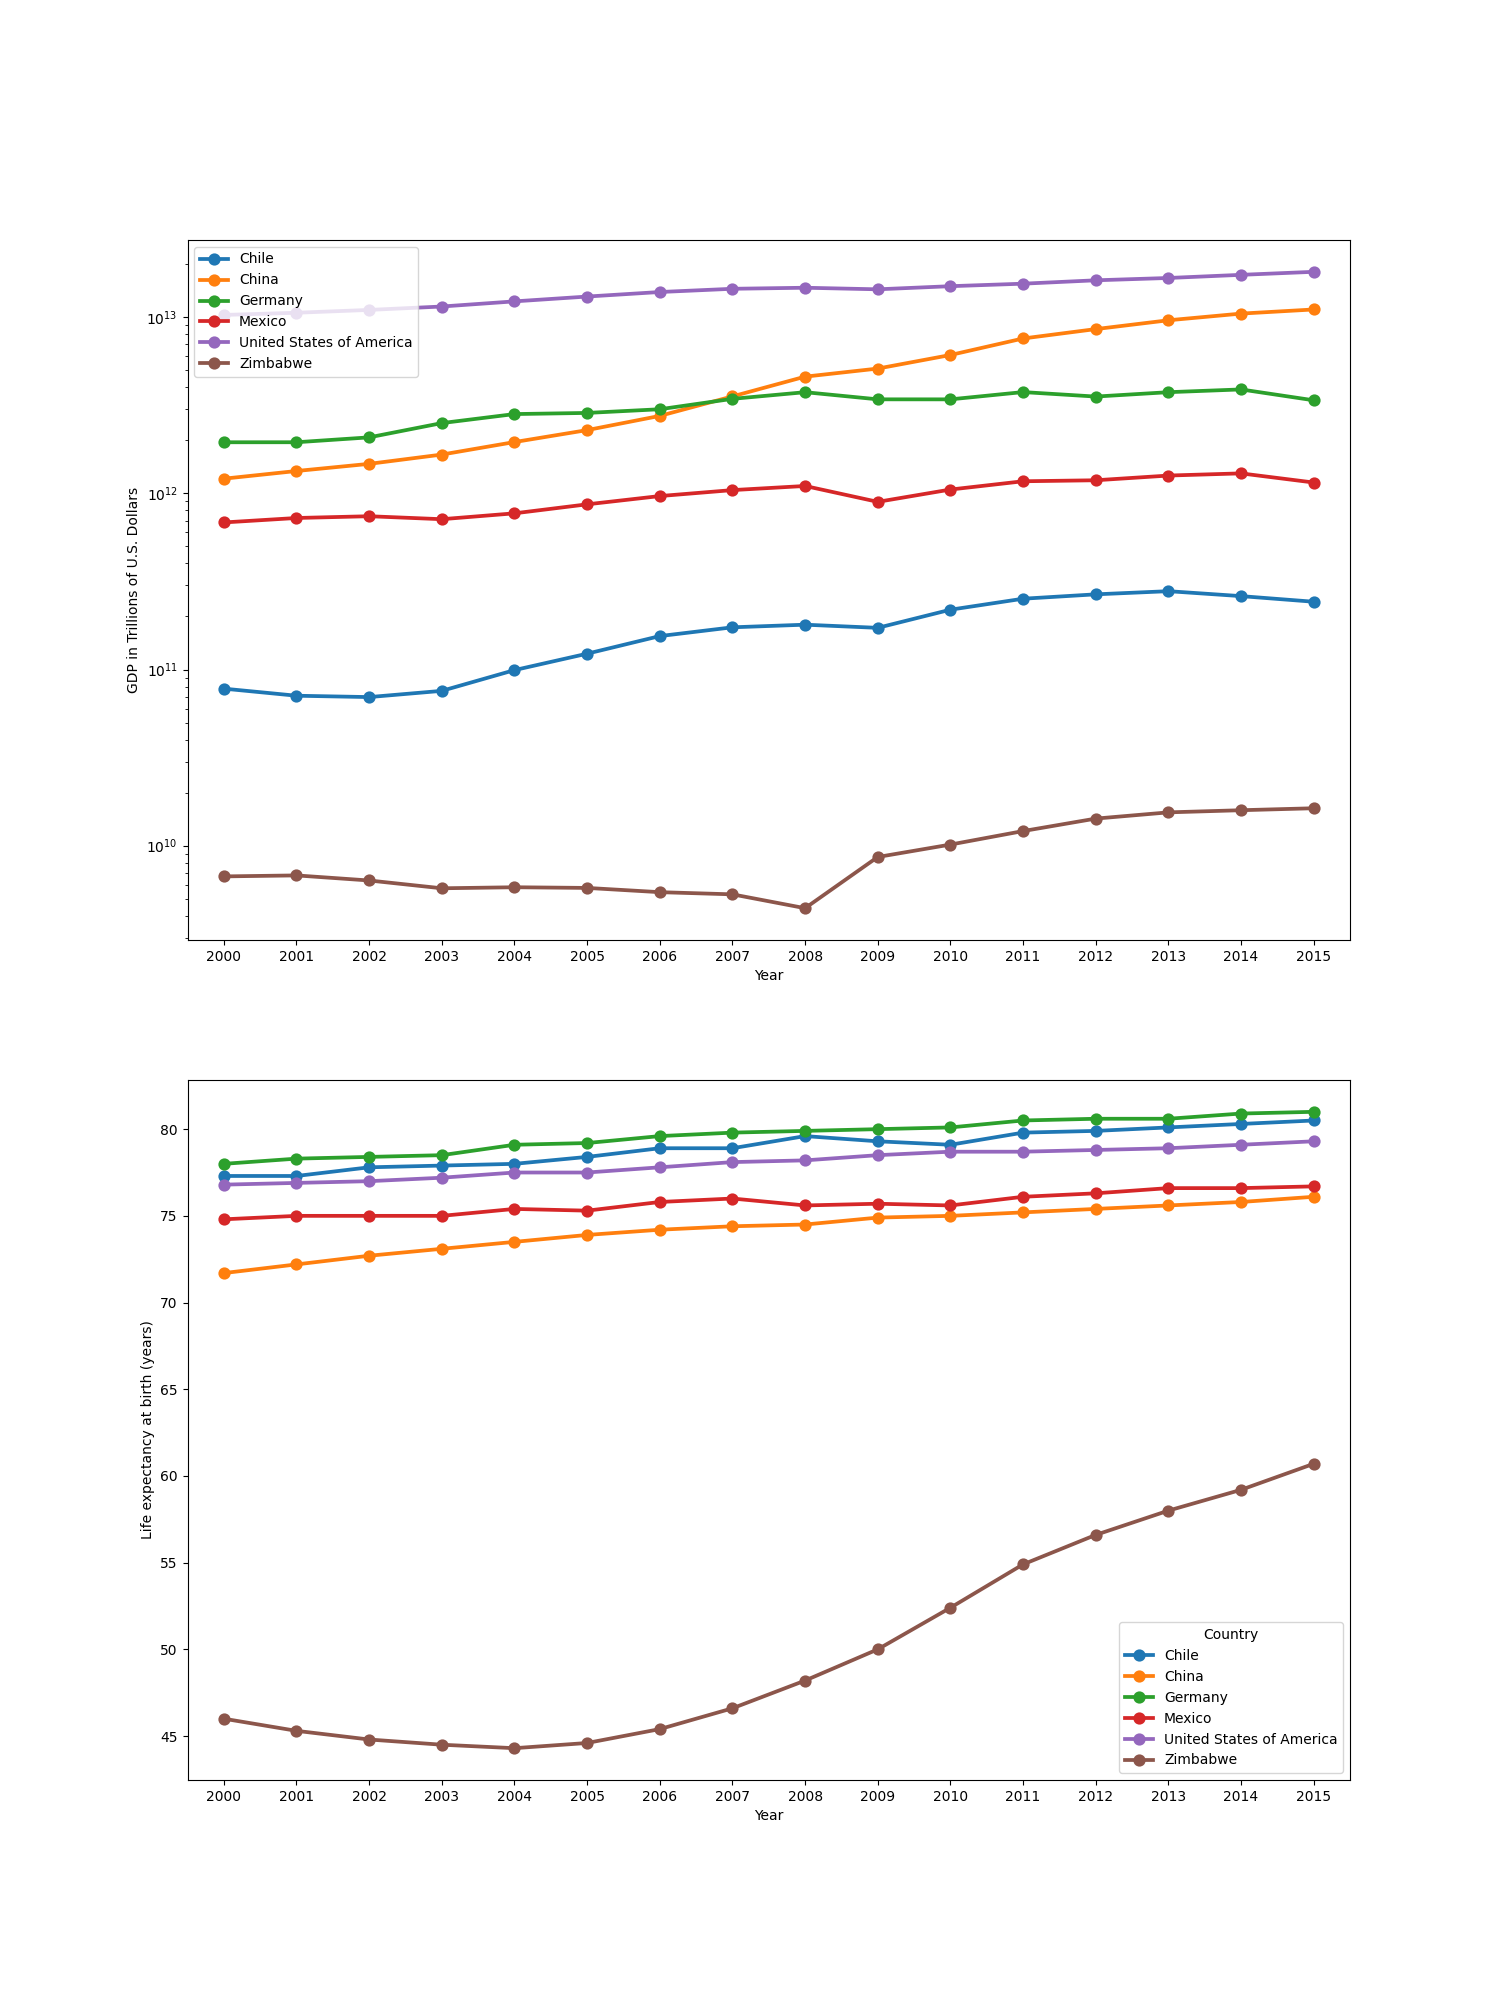 Chile
China
Germany
Mexico
United States of America
Zimbabwe
10^13
10^12
10^11
10^10
GDP in Trillions of U.S. Dollars
2000 2001 2002 2003 2004 2005 2006 2007 2008 2009 2010 2011 2012 2013 2014 2015
Year
80
75
70
65
60
55
50
45
Life expectancy at birth (years)
Country
Chile
China
Germany
Mexico
United States of America
Zimbabwe
2000 2001 2002 2003 2004 2005 2006 2007 2008 2009 2010 2011 2012 2013 2014 2015
Year